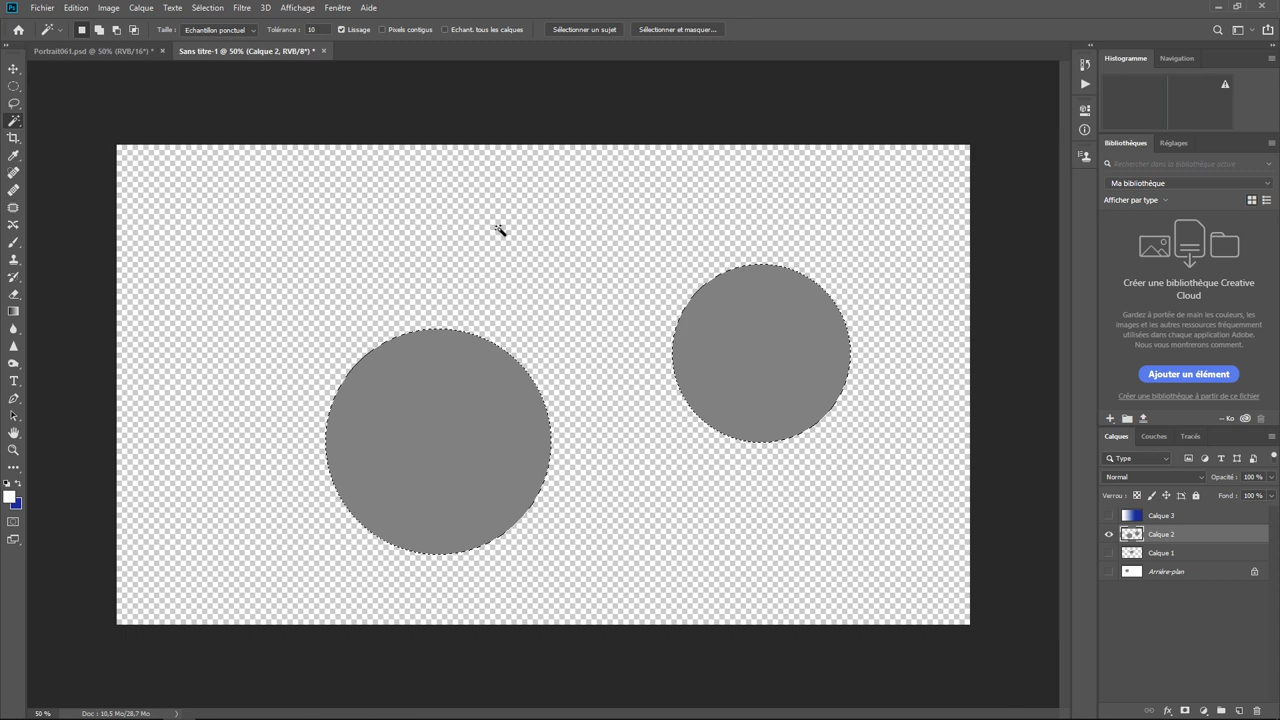 Ps Fichier Edition Image Calque Texte Sélection Filtre 3D Affichage Fenêtre Aide
Taille : Echantillon ponctuel Tolérance : 10 Lissage Pixels contigus Echant. tous les calques Sélectionner un sujet Sélectionner et masquer...
Portrait061.psd @ 50% (RVB/16*) * × Sans titre-1 @ 50% (Calque 2, RVB/8*) * ×
Histogramme Navigation
Bibliothèques Réglages
Rechercher dans la bibliothèque active
Ma bibliothèque
Afficher par type
Créer une bibliothèque Creative
Cloud
Gardez à portée de main les couleurs, les
images et les autres ressources fréquemment
utilisées dans chaque application Adobe.
Vous nous montrerons comment.
Ajouter un élément
Créer une bibliothèque à partir de ce fichier
-- Ko
Calques Couches Tracés
Type
Normal Opacité : 100 %
Verrou : Fond : 100 %
Calque 3
Calque 2
Calque 1
Arrière-plan
50 % Doc : 10,5 Mo/28,7 Mo